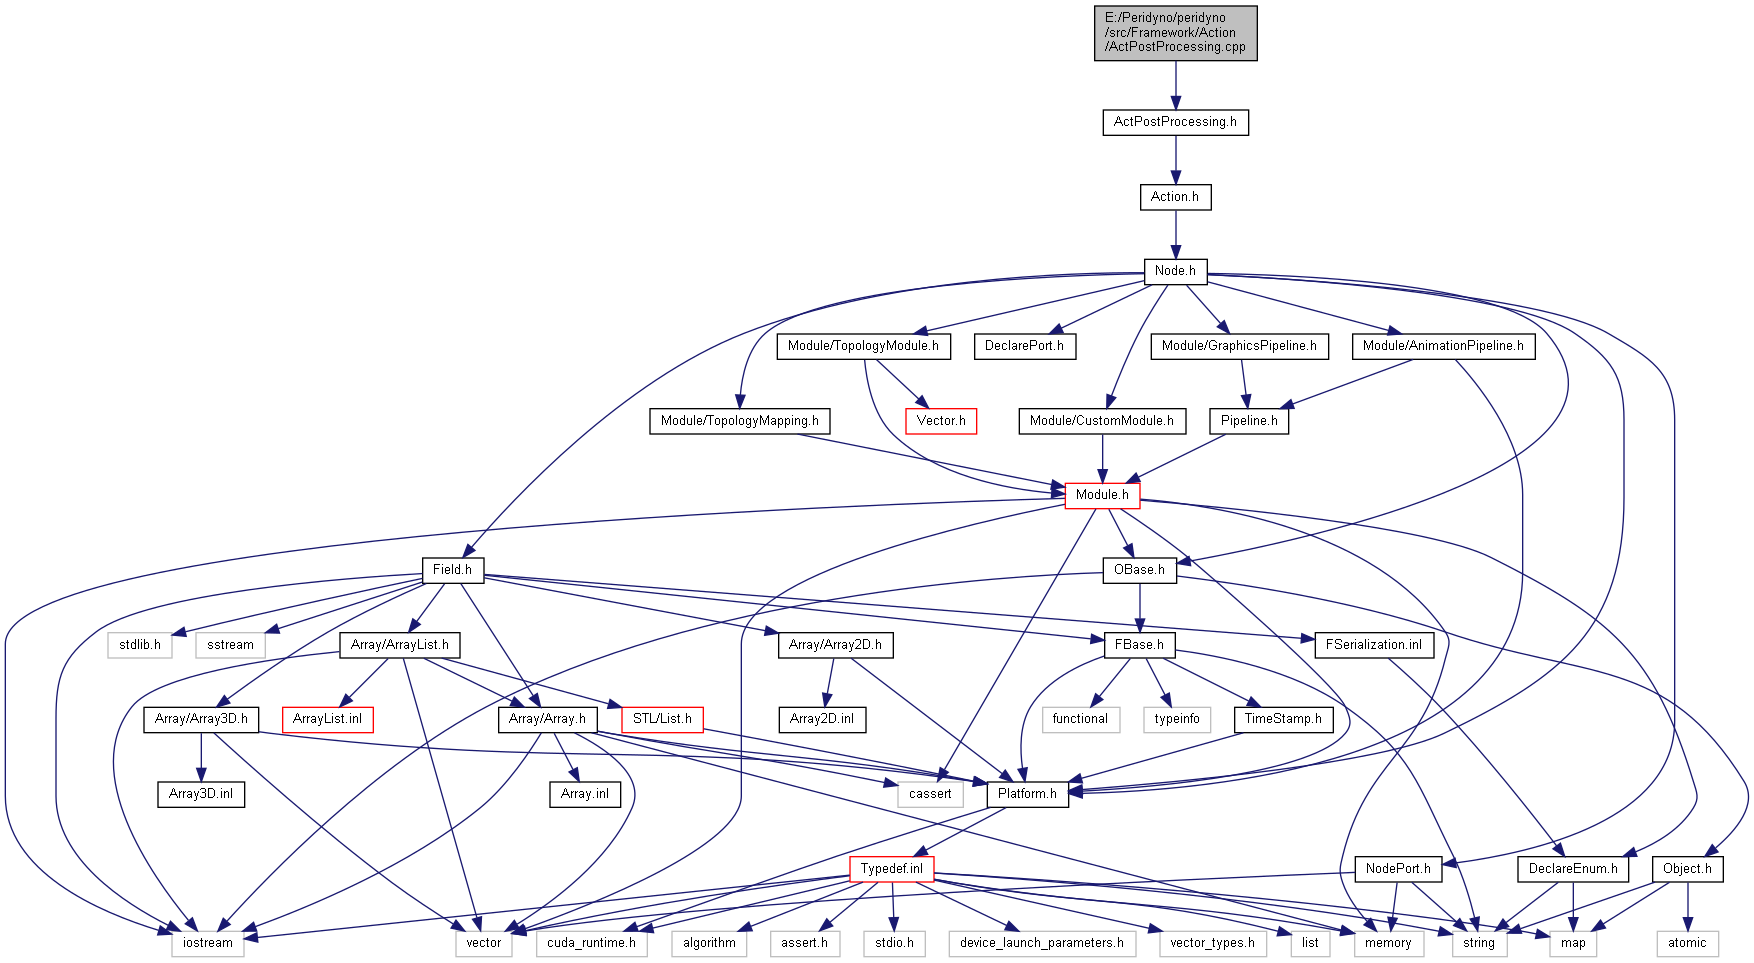 E:/Peridyno/peridyno
/src/Framework/Action
/ActPostProcessing.cpp
ActPostProcessing.h
Action.h
Node.h
Module/TopologyModule.h
DeclarePort.h
Module/GraphicsPipeline.h
Module/AnimationPipeline.h
Module/TopologyMapping.h
Vector.h
Module/CustomModule.h
Pipeline.h
Module.h
Field.h
OBase.h
stdlib.h
sstream
Array/ArrayList.h
Array/Array2D.h
FBase.h
FSerialization.inl
Array/Array3D.h
ArrayList.inl
Array/Array.h
STL/List.h
Array2D.inl
functional
typeinfo
TimeStamp.h
Array3D.inl
Array.inl
cassert
Platform.h
Typedef.inl
NodePort.h
DeclareEnum.h
Object.h
iostream
vector
cuda_runtime.h
algorithm
assert.h
stdio.h
device_launch_parameters.h
vector_types.h
list
memory
string
map
atomic